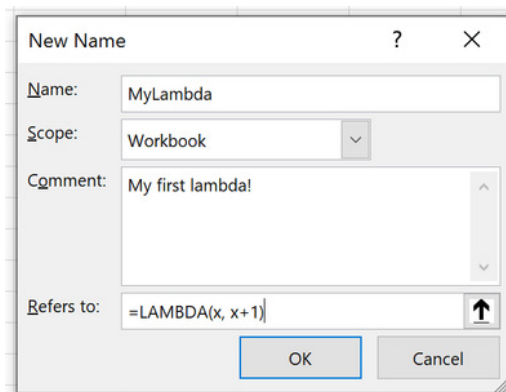 New Name
?
Name:
MyLambda
Scope:
Workbook
Comment:
My first lambda!
Refers to:
=LAMBDA(x, x+1)
OK
Cancel